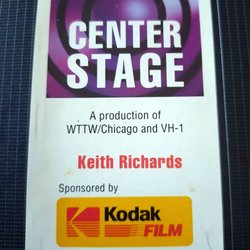 CENTER
STAGE
A production of
WTTW/Chicago and VH-1
Keith Richards
Sponsored by
Kodak
FILM